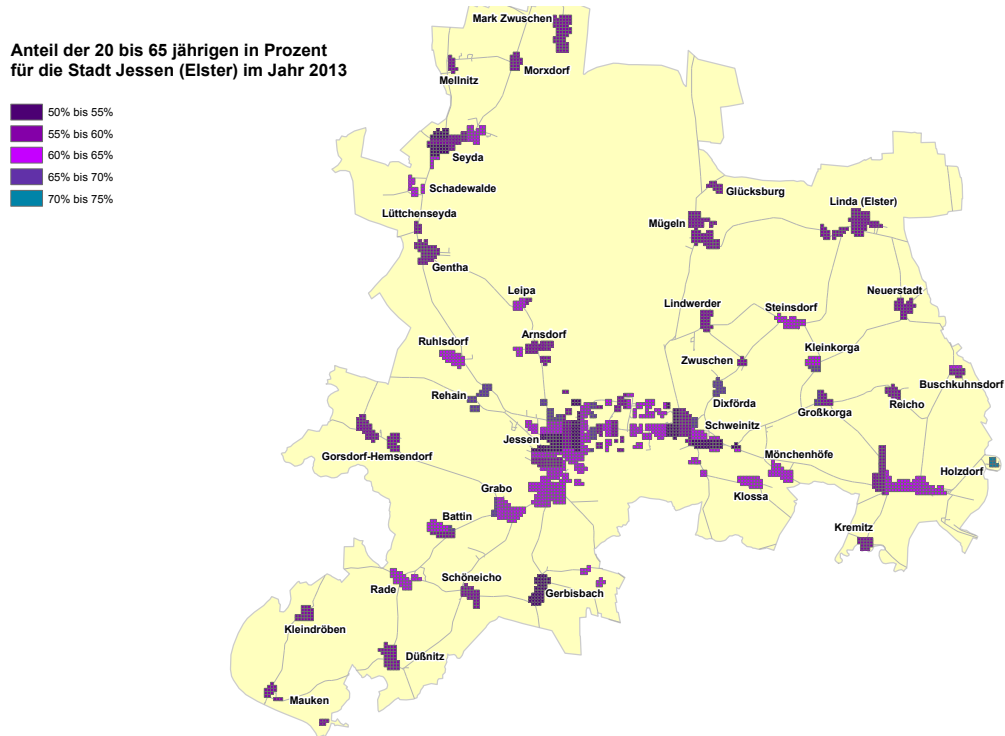 Anteil der 20 bis 65 jährigen in Prozent
für die Stadt Jessen (Elster) im Jahr 2013
50% bis 55%
55% bis 60%
60% bis 65%
65% bis 70%
70% bis 75%
Mark Zwuschen
Mellnitz
Morxdorf
Seyda
Schadewalde
Glücksburg
Lüttchenseyda
Mügeln
Linda (Elster)
Gentha
Leipa
Neuerstadt
Lindwerder
Steinsdorf
Ruhlsdorf
Arnsdorf
Kleinkorga
Zwuschen
Buschkuhnsdorf
Rehain
Dixförda
Großkorga
Reicho
Jessen
Schweinitz
Gorsdorf-Hemsendorf
Mönchenhöfe
Holzdorf
Grabo
Klossa
Battin
Kremitz
Rade
Schöneicho
Gerbisbach
Kleindröben
Düßnitz
Mauken